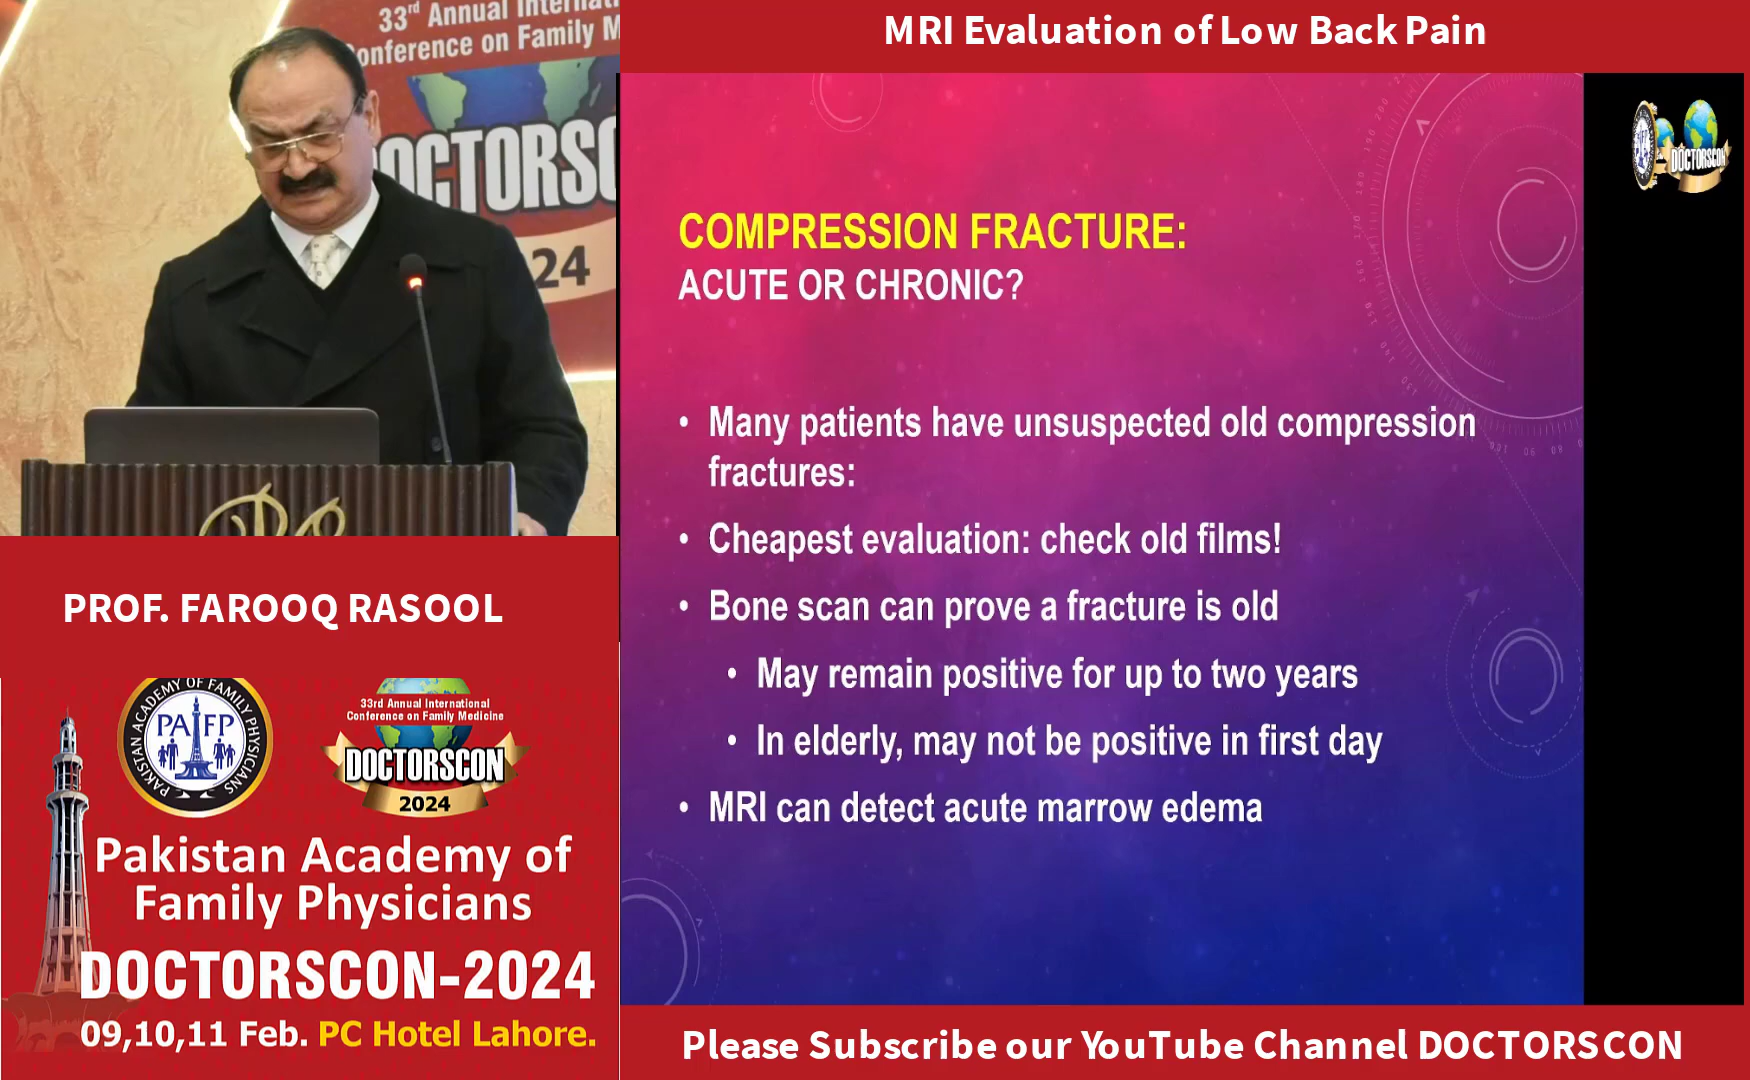 33rd Annual Internati
Conference on Family M
DOCTORSCO
24
MRI Evaluation of Low Back Pain
DOCTORSCON
COMPRESSION FRACTURE:
ACUTE OR CHRONIC?
• Many patients have unsuspected old compression
fractures:
• Cheapest evaluation: check old films!
• Bone scan can prove a fracture is old
• May remain positive for up to two years
• In elderly, may not be positive in first day
• MRI can detect acute marrow edema
PROF. FAROOQ RASOOL
PAKISTAN ACADEMY OF FAMILY PHYSICIANS
PAFP
33rd Annual International
Conference on Family Medicine
DOCTORSCON
2024
Pakistan Academy of
Family Physicians
DOCTORSCON-2024
09,10,11 Feb. PC Hotel Lahore.
Please Subscribe our YouTube Channel DOCTORSCON